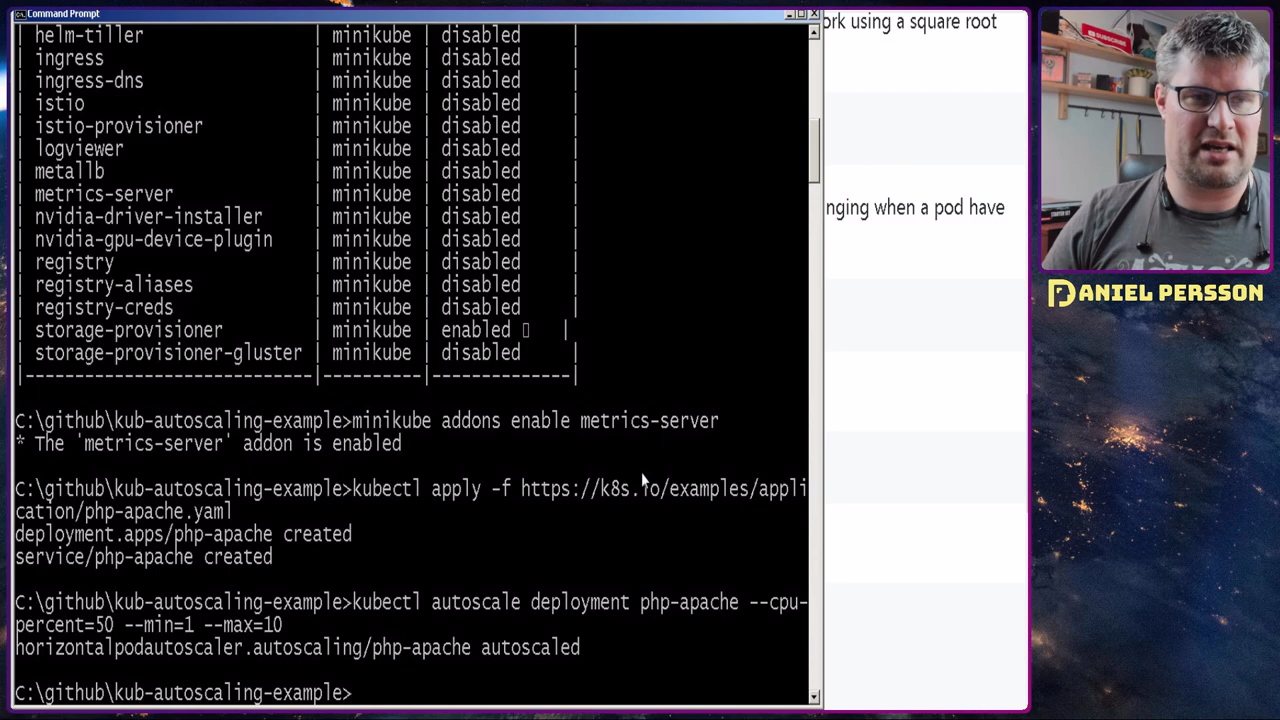 Command Prompt
| helm-tiller | minikube | disabled |
| ingress | minikube | disabled |
| ingress-dns | minikube | disabled |
| istio | minikube | disabled |
| istio-provisioner | minikube | disabled |
| logviewer | minikube | disabled |
| metallb | minikube | disabled |
| metrics-server | minikube | disabled |
| nvidia-driver-installer | minikube | disabled |
| nvidia-gpu-device-plugin | minikube | disabled |
| registry | minikube | disabled |
| registry-aliases | minikube | disabled |
| registry-creds | minikube | disabled |
| storage-provisioner | minikube | enabled |
| storage-provisioner-gluster | minikube | disabled |
|-----------------------------|----------|--------------|
C:\github\kub-autoscaling-example>minikube addons enable metrics-server
* The 'metrics-server' addon is enabled
C:\github\kub-autoscaling-example>kubectl apply -f https://k8s.io/examples/appli
cation/php-apache.yaml
deployment.apps/php-apache created
service/php-apache created
C:\github\kub-autoscaling-example>kubectl autoscale deployment php-apache --cpu-
percent=50 --min=1 --max=10
horizontalpodautoscaler.autoscaling/php-apache autoscaled
C:\github\kub-autoscaling-example>
ork using a square root
nging when a pod have
SUBSCRIBE
DANIEL PERSSON